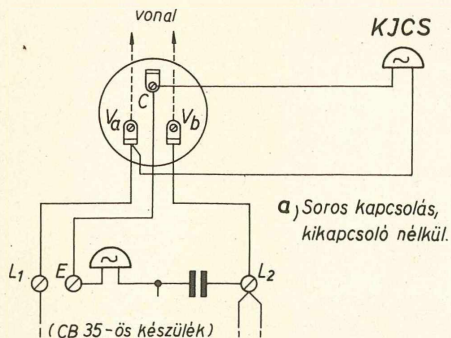 vonal
KJCS
C
Va Vb
a) Soros kapcsolás,
kikapcsoló nélkül.
L1 E L2
(CB 35-ös készülék)